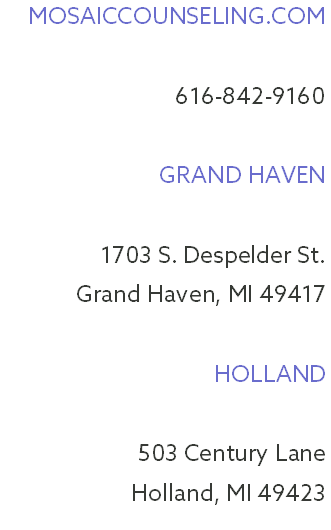 MOSAICCOUNSELING.COM
616-842-9160
GRAND HAVEN
1703 S. Despelder St.
Grand Haven, MI 49417
HOLLAND
503 Century Lane
Holland, MI 49423